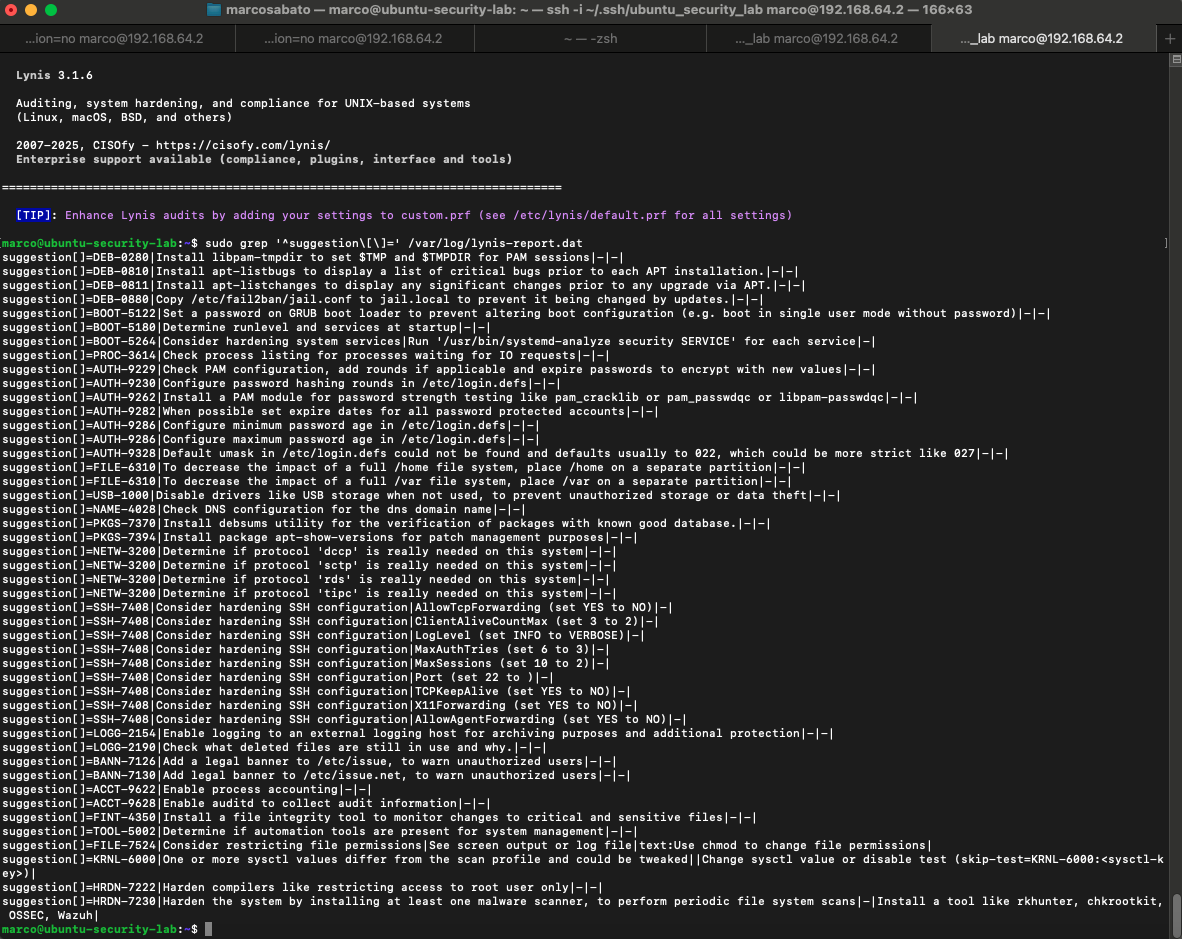 marcosabato — marco@ubuntu-security-lab: ~ — ssh -i ~/.ssh/ubuntu_security_lab marco@192.168.64.2 — 166×63
...ion=no marco@192.168.64.2
...ion=no marco@192.168.64.2
~ — -zsh
..._lab marco@192.168.64.2
..._lab marco@192.168.64.2
+
Lynis 3.1.6
Auditing, system hardening, and compliance for UNIX-based systems
(Linux, macOS, BSD, and others)
2007-2025, CISOfy - https://cisofy.com/lynis/
Enterprise support available (compliance, plugins, interface and tools)
================================================================================
[TIP]: Enhance Lynis audits by adding your settings to custom.prf (see /etc/lynis/default.prf for all settings)
[marco@ubuntu-security-lab:~$ sudo grep '^suggestion\[\]=' /var/log/lynis-report.dat ]
suggestion[]=DEB-0280|Install libpam-tmpdir to set $TMP and $TMPDIR for PAM sessions|-|-|
suggestion[]=DEB-0810|Install apt-listbugs to display a list of critical bugs prior to each APT installation.|-|-|
suggestion[]=DEB-0811|Install apt-listchanges to display any significant changes prior to any upgrade via APT.|-|-|
suggestion[]=DEB-0880|Copy /etc/fail2ban/jail.conf to jail.local to prevent it being changed by updates.|-|-|
suggestion[]=BOOT-5122|Set a password on GRUB boot loader to prevent altering boot configuration (e.g. boot in single user mode without password)|-|-|
suggestion[]=BOOT-5180|Determine runlevel and services at startup|-|-|
suggestion[]=BOOT-5264|Consider hardening system services|Run '/usr/bin/systemd-analyze security SERVICE' for each service|-|
suggestion[]=PROC-3614|Check process listing for processes waiting for IO requests|-|-|
suggestion[]=AUTH-9229|Check PAM configuration, add rounds if applicable and expire passwords to encrypt with new values|-|-|
suggestion[]=AUTH-9230|Configure password hashing rounds in /etc/login.defs|-|-|
suggestion[]=AUTH-9262|Install a PAM module for password strength testing like pam_cracklib or pam_passwdqc or libpam-passwdqc|-|-|
suggestion[]=AUTH-9282|When possible set expire dates for all password protected accounts|-|-|
suggestion[]=AUTH-9286|Configure minimum password age in /etc/login.defs|-|-|
suggestion[]=AUTH-9286|Configure maximum password age in /etc/login.defs|-|-|
suggestion[]=AUTH-9328|Default umask in /etc/login.defs could not be found and defaults usually to 022, which could be more strict like 027|-|-|
suggestion[]=FILE-6310|To decrease the impact of a full /home file system, place /home on a separate partition|-|-|
suggestion[]=FILE-6310|To decrease the impact of a full /var file system, place /var on a separate partition|-|-|
suggestion[]=USB-1000|Disable drivers like USB storage when not used, to prevent unauthorized storage or data theft|-|-|
suggestion[]=NAME-4028|Check DNS configuration for the dns domain name|-|-|
suggestion[]=PKGS-7370|Install debsums utility for the verification of packages with known good database.|-|-|
suggestion[]=PKGS-7394|Install package apt-show-versions for patch management purposes|-|-|
suggestion[]=NETW-3200|Determine if protocol 'dccp' is really needed on this system|-|-|
suggestion[]=NETW-3200|Determine if protocol 'sctp' is really needed on this system|-|-|
suggestion[]=NETW-3200|Determine if protocol 'rds' is really needed on this system|-|-|
suggestion[]=NETW-3200|Determine if protocol 'tipc' is really needed on this system|-|-|
suggestion[]=SSH-7408|Consider hardening SSH configuration|AllowTcpForwarding (set YES to NO)|-|
suggestion[]=SSH-7408|Consider hardening SSH configuration|ClientAliveCountMax (set 3 to 2)|-|
suggestion[]=SSH-7408|Consider hardening SSH configuration|LogLevel (set INFO to VERBOSE)|-|
suggestion[]=SSH-7408|Consider hardening SSH configuration|MaxAuthTries (set 6 to 3)|-|
suggestion[]=SSH-7408|Consider hardening SSH configuration|MaxSessions (set 10 to 2)|-|
suggestion[]=SSH-7408|Consider hardening SSH configuration|Port (set 22 to )|-|
suggestion[]=SSH-7408|Consider hardening SSH configuration|TCPKeepAlive (set YES to NO)|-|
suggestion[]=SSH-7408|Consider hardening SSH configuration|X11Forwarding (set YES to NO)|-|
suggestion[]=SSH-7408|Consider hardening SSH configuration|AllowAgentForwarding (set YES to NO)|-|
suggestion[]=LOGG-2154|Enable logging to an external logging host for archiving purposes and additional protection|-|-|
suggestion[]=LOGG-2190|Check what deleted files are still in use and why.|-|-|
suggestion[]=BANN-7126|Add a legal banner to /etc/issue, to warn unauthorized users|-|-|
suggestion[]=BANN-7130|Add legal banner to /etc/issue.net, to warn unauthorized users|-|-|
suggestion[]=ACCT-9622|Enable process accounting|-|-|
suggestion[]=ACCT-9628|Enable auditd to collect audit information|-|-|
suggestion[]=FINT-4350|Install a file integrity tool to monitor changes to critical and sensitive files|-|-|
suggestion[]=TOOL-5002|Determine if automation tools are present for system management|-|-|
suggestion[]=FILE-7524|Consider restricting file permissions|See screen output or log file|text:Use chmod to change file permissions|
suggestion[]=KRNL-6000|One or more sysctl values differ from the scan profile and could be tweaked||Change sysctl value or disable test (skip-test=KRNL-6000:<sysctl-k
ey>)|
suggestion[]=HRDN-7222|Harden compilers like restricting access to root user only|-|-|
suggestion[]=HRDN-7230|Harden the system by installing at least one malware scanner, to perform periodic file system scans|-|Install a tool like rkhunter, chkrootkit,
OSSEC, Wazuh|
marco@ubuntu-security-lab:~$